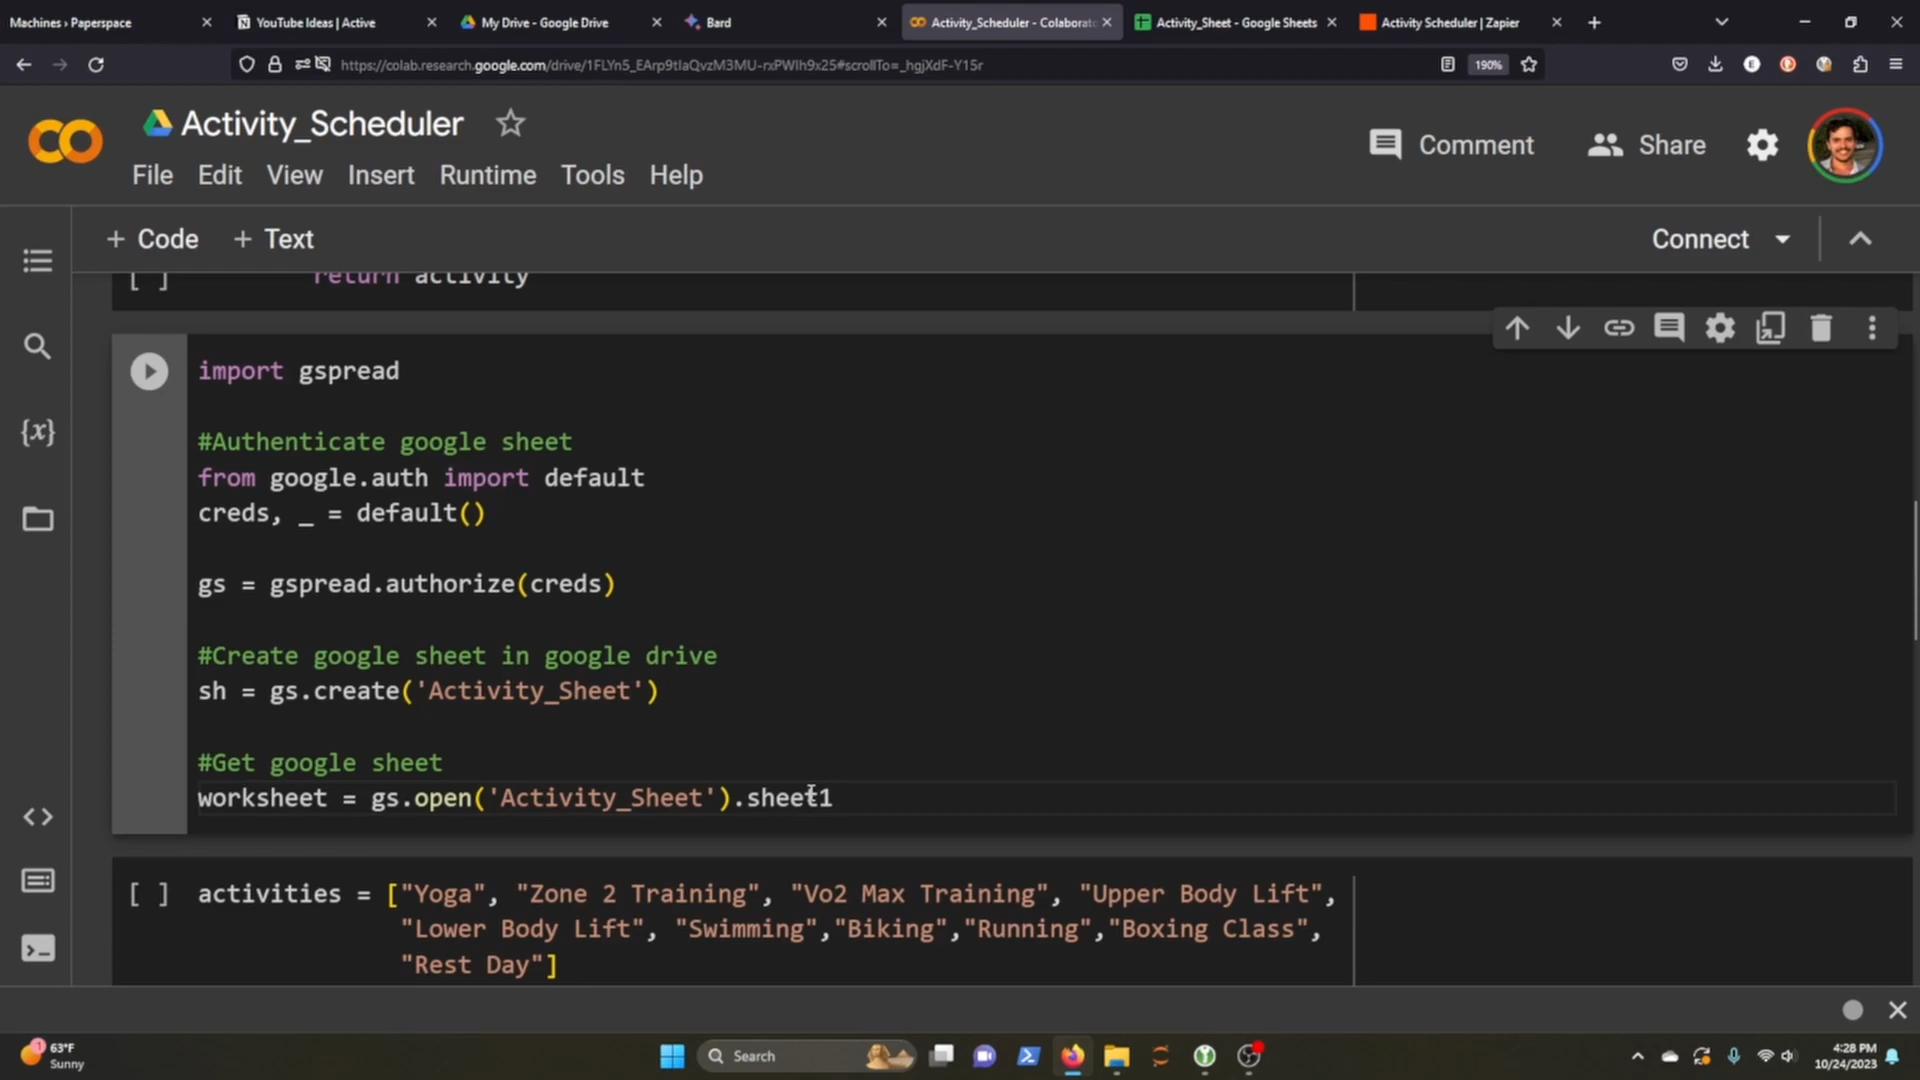 Machines › Paperspace
YouTube Ideas | Active
My Drive - Google Drive
Bard
Activity_Scheduler - Colaborato
Activity_Sheet - Google Sheets
Activity Scheduler | Zapier
https://colab.research.google.com/drive/1FLYn5_EArp9tIaQvzM3MU-rxPWIh9x25#scrollTo=_hgjXdF-Y15r
190%
Activity_Scheduler
Comment
Share
File Edit View Insert Runtime Tools Help
+ Code + Text
Connect
[ ] return activity
import gspread
#Authenticate google sheet
from google.auth import default
creds, _ = default()
gs = gspread.authorize(creds)
#Create google sheet in google drive
sh = gs.create('Activity_Sheet')
#Get google sheet
worksheet = gs.open('Activity_Sheet').sheet1
[ ] activities = ["Yoga", "Zone 2 Training", "Vo2 Max Training", "Upper Body Lift",
"Lower Body Lift", "Swimming","Biking","Running","Boxing Class",
"Rest Day"]
63°F
Sunny
Search
4:28 PM
10/24/2023